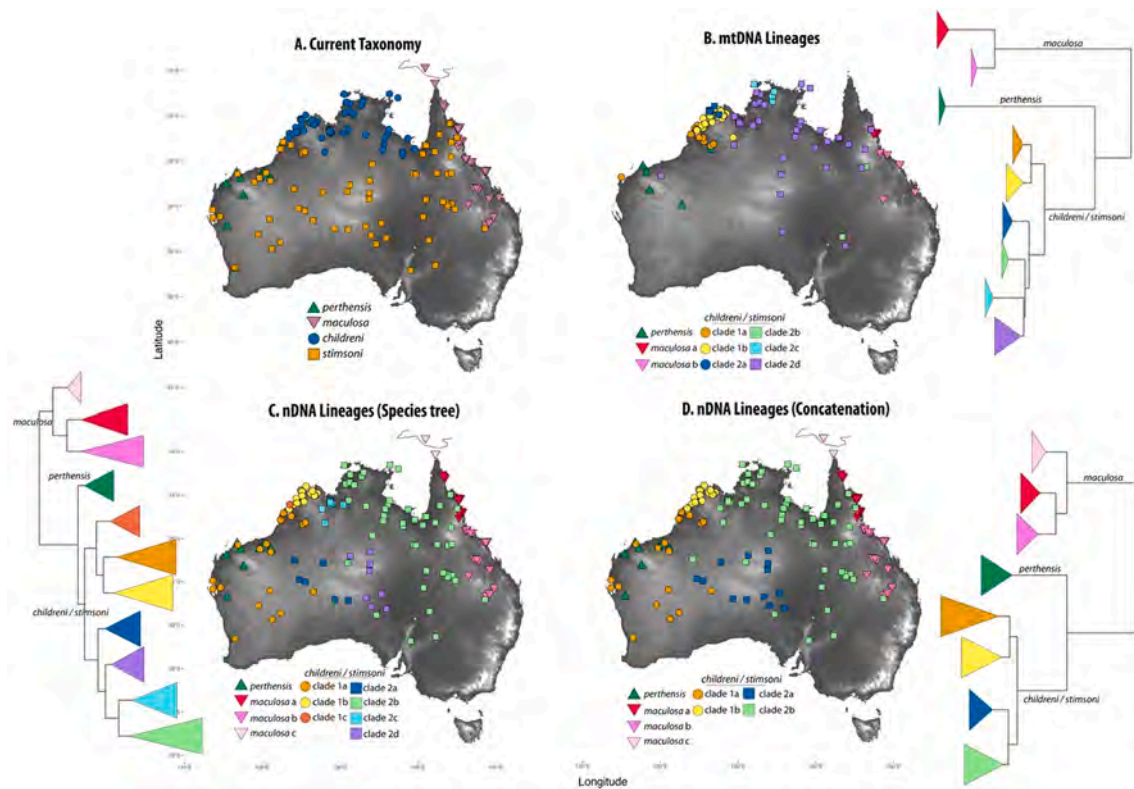 A. Current Taxonomy
perthensis
maculosa
childreni
stimsoni
Latitude
B. mtDNA Lineages
childreni / stimsoni
perthensis
clade 1a
clade 2b
maculosa a
clade 1b
clade 2c
maculosa b
clade 2a
clade 2d
maculosa
perthensis
childreni / stimsoni
maculosa
perthensis
childreni / stimsoni
C. nDNA Lineages (Species tree)
childreni / stimsoni
perthensis
clade 1a
clade 2a
maculosa a
clade 1b
clade 2b
maculosa b
clade 1c
clade 2c
maculosa c
clade 2d
D. nDNA Lineages (Concatenation)
childreni / stimsoni
perthensis
clade 1a
clade 2a
maculosa a
clade 1b
clade 2b
maculosa b
maculosa c
maculosa
perthensis
childreni / stimsoni
Longitude